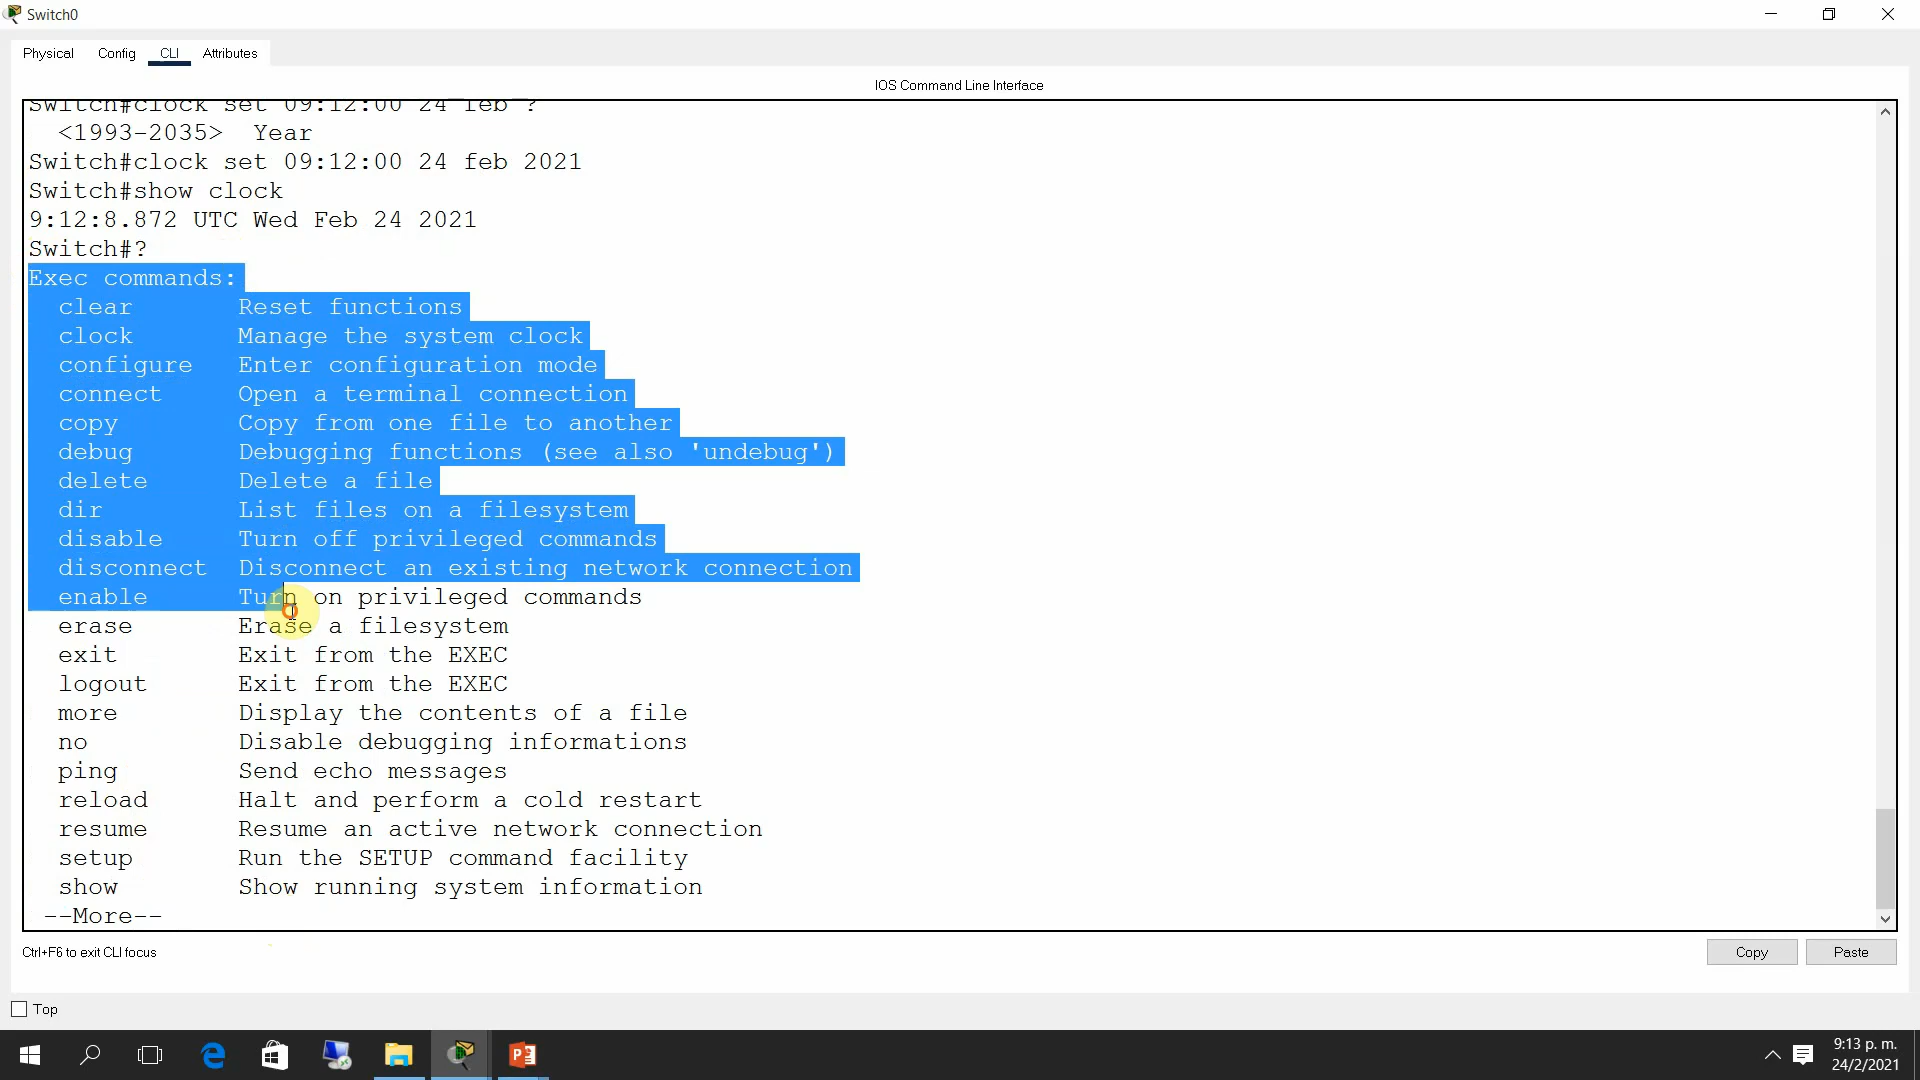 Switch0
Physical Config CLI Attributes
IOS Command Line Interface
Switch#clock set 09:12:00 24 feb ?
<1993-2035> Year
Switch#clock set 09:12:00 24 feb 2021
Switch#show clock
9:12:8.872 UTC Wed Feb 24 2021
Switch#?
Exec commands:
clear Reset functions
clock Manage the system clock
configure Enter configuration mode
connect Open a terminal connection
copy Copy from one file to another
debug Debugging functions (see also 'undebug')
delete Delete a file
dir List files on a filesystem
disable Turn off privileged commands
disconnect Disconnect an existing network connection
enable Turn on privileged commands
erase Erase a filesystem
exit Exit from the EXEC
logout Exit from the EXEC
more Display the contents of a file
no Disable debugging informations
ping Send echo messages
reload Halt and perform a cold restart
resume Resume an active network connection
setup Run the SETUP command facility
show Show running system information
--More--
Ctrl+F6 to exit CLI focus
Copy Paste
Top
9:13 p. m.
24/2/2021